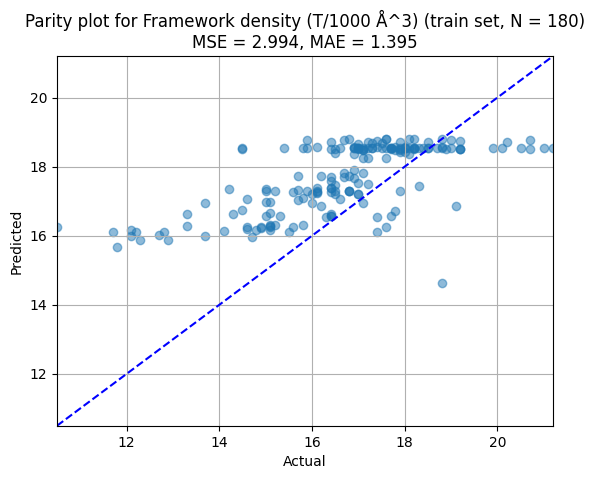 Parity plot for Framework density (T/1000 Å^3) (train set, N = 180)
MSE = 2.994, MAE = 1.395
20
18
16
14
12
Predicted
12
14
16
18
20
Actual